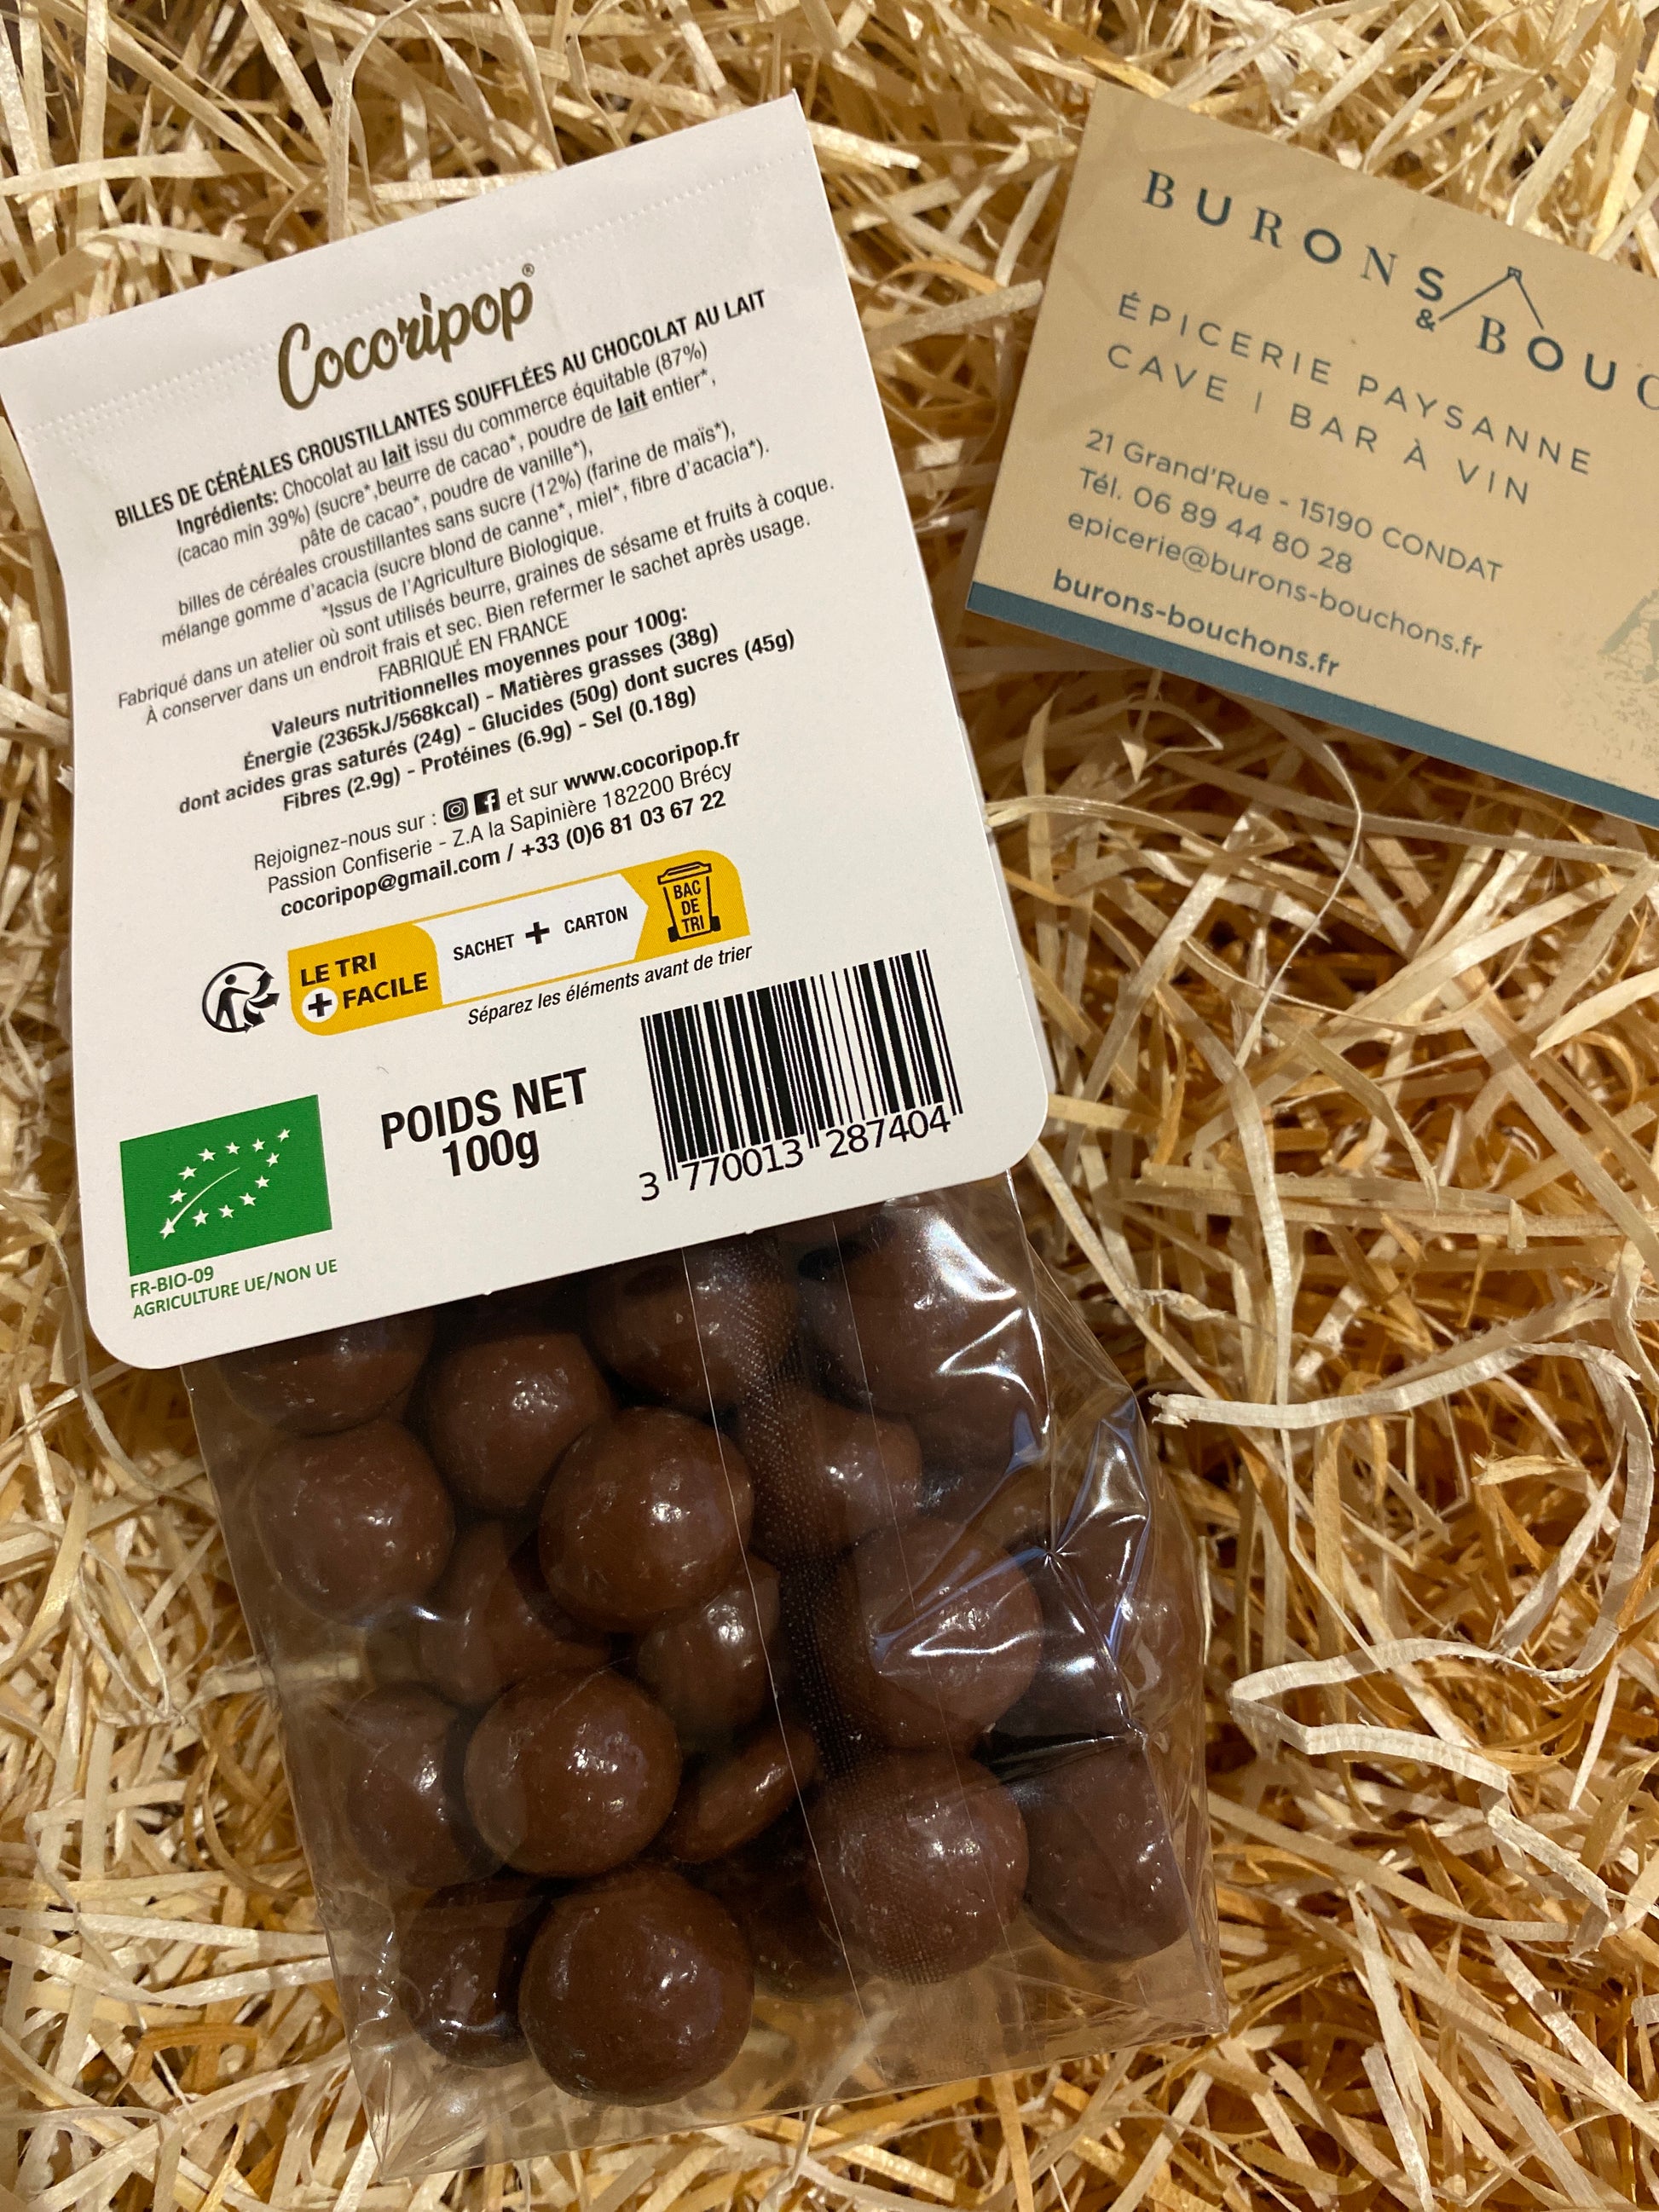 Cocoripop®
BILLES DE CÉRÉALES CROUSTILLANTES SOUFFLÉES AU CHOCOLAT AU LAIT
Ingrédients: Chocolat au lait issu du commerce équitable (87%)
(cacao min 39%) (sucre*,beurre de cacao*, poudre de lait entier*,
pâte de cacao*, poudre de vanille*),
billes de céréales croustillantes sans sucre (12%) (farine de maïs*),
mélange gomme d'acacia (sucre blond de canne*, miel*, fibre d'acacia*).
*Issus de l'Agriculture Biologique.
Fabriqué dans un atelier où sont utilisés beurre, graines de sésame et fruits à coque.
À conserver dans un endroit frais et sec. Bien refermer le sachet après usage.
FABRIQUÉ EN FRANCE
Valeurs nutritionnelles moyennes pour 100g:
Énergie (2365kJ/568kcal) - Matières grasses (38g)
dont acides gras saturés (24g) - Glucides (50g) dont sucres (45g)
Fibres (2.9g) - Protéines (6.9g) - Sel (0.18g)
Rejoignez-nous sur : et sur www.cocoripop.fr
Passion Confiserie - Z.A la Sapinière 182200 Brécy
cocoripop@gmail.com / +33 (0)6 81 03 67 22
LE TRI
+ FACILE
SACHET + CARTON
BAC
DE
TRI
Séparez les éléments avant de trier
POIDS NET
100g
3 770013 287404
FR-BIO-09
AGRICULTURE UE/NON UE
BURONS
& BOUC
ÉPICERIE PAYSANNE
CAVE | BAR À VIN
21 Grand'Rue - 15190 CONDAT
Tél. 06 89 44 80 28
epicerie@burons-bouchons.fr
burons-bouchons.fr